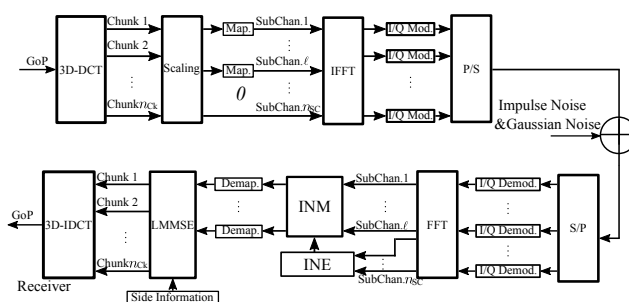 GoP
3D-DCT
Chunk 1
Chunk 2
Chunk n_Ck
Scaling
Map.
Map.
0
SubChan.1
SubChan.ℓ
SubChan.n_SC
IFFT
I/Q Mod.
I/Q Mod.
I/Q Mod.
P/S
Impulse Noise
&Gaussian Noise
GoP
3D-IDCT
Chunk 1
Chunk 2
Chunk n_Ck
LMMSE
Demap.
Demap.
INM
INE
SubChan.1
SubChan.ℓ
SubChan.n_SC
FFT
I/Q Demod.
I/Q Demod.
I/Q Demod.
S/P
Receiver
Side Information